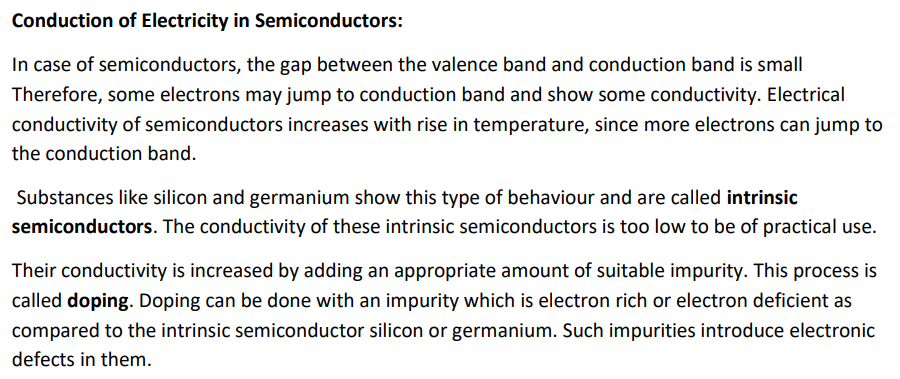 Conduction of Electricity in Semiconductors:
In case of semiconductors, the gap between the valence band and conduction band is small
Therefore, some electrons may jump to conduction band and show some conductivity. Electrical
conductivity of semiconductors increases with rise in temperature, since more electrons can jump to
the conduction band.
Substances like silicon and germanium show this type of behaviour and are called intrinsic
semiconductors. The conductivity of these intrinsic semiconductors is too low to be of practical use.
Their conductivity is increased by adding an appropriate amount of suitable impurity. This process is
called doping. Doping can be done with an impurity which is electron rich or electron deficient as
compared to the intrinsic semiconductor silicon or germanium. Such impurities introduce electronic
defects in them.